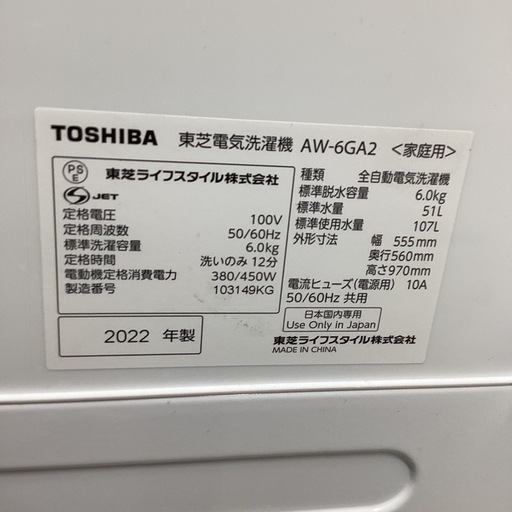 TOSHIBA 東芝電気洗濯機 AW-6GA2 <家庭用>
PS
E
東芝ライフスタイル株式会社
S JET
定格電圧 100V
定格周波数 50/60Hz
標準洗濯容量 6.0kg
定格時間 洗いのみ 12分
電動機定格消費電力 380/450W
製造番号 103149KG
2022 年製
種類 全自動電気洗濯機
標準脱水容量 6.0kg
標準水量 51L
標準使用水量 107L
外形寸法 幅 555mm
奥行560mm
高さ970mm
電流ヒューズ(電源用) 10A
50/60Hz 共用
日本国内専用
Use Only in Japan
東芝ライフスタイル株式会社
MADE IN CHINA